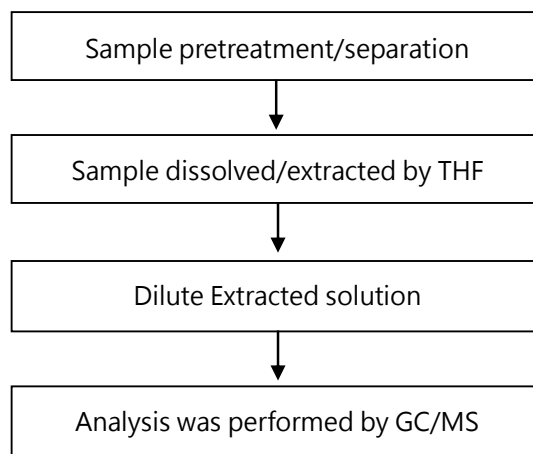 Sample pretreatment/separation
Sample dissolved/extracted by THF
Dilute Extracted solution
Analysis was performed by GC/MS